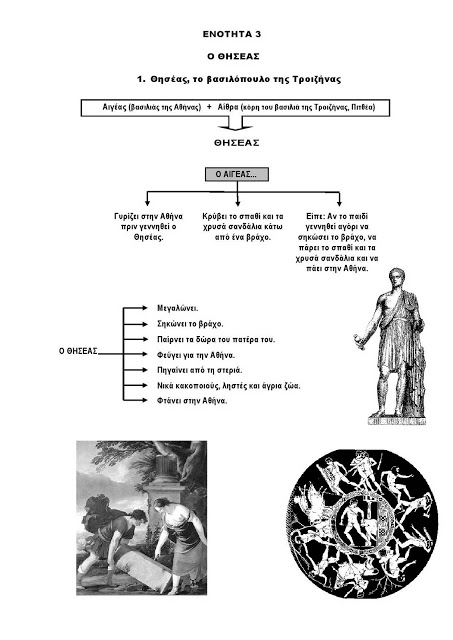 ΕΝΟΤΗΤΑ 3
Ο ΘΗΣΕΑΣ
1. Θησέας, το βασιλόπουλο της Τροιζήνας
Αιγέας (βασιλιάς της Αθήνας) + Αίθρα (κόρη του βασιλιά της Τροιζήνας, Πιτθέα)
ΘΗΣΕΑΣ
Ο ΑΙΓΕΑΣ...
Γυρίζει στην Αθήνα
πριν γεννηθεί ο
Θησέας.
Κρύβει το σπαθί και τα
χρυσά σανδάλια κάτω
από ένα βράχο.
Είπε: Αν το παιδί
γεννηθεί αγόρι να
σηκώσει το βράχο, να
πάρει το σπαθί και τα
χρυσά σανδάλια και να
πάει στην Αθήνα.
Ο ΘΗΣΕΑΣ
Μεγαλώνει.
Σηκώνει το βράχο.
Παίρνει τα δώρα του πατέρα του.
Φεύγει για την Αθήνα.
Πηγαίνει από τη στεριά.
Νικά κακοποιούς, ληστές και άγρια ζώα.
Φτάνει στην Αθήνα.